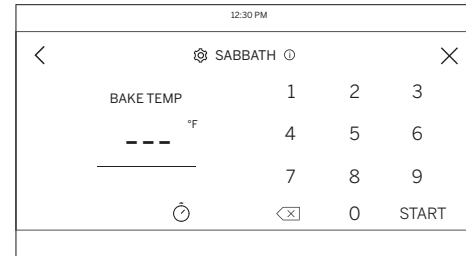 12:30 PM
SABBATH
BAKE TEMP
--- °F
1 2 3
4 5 6
7 8 9
0 START